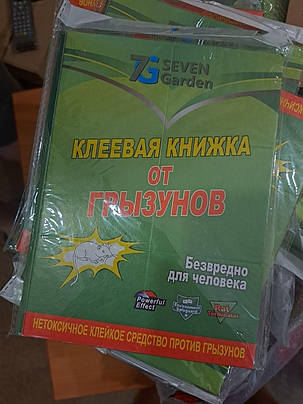 7G SEVEN
Garden
КЛЕЕВАЯ КНИЖКА
ОТ
ГРЫЗУНОВ
Безвредно
для человека
Powerful
Effect
НЕТОКСИЧНОЕ КЛЕЙКОЕ СРЕДСТВО ПРОТИВ ГРЫЗУНОВ